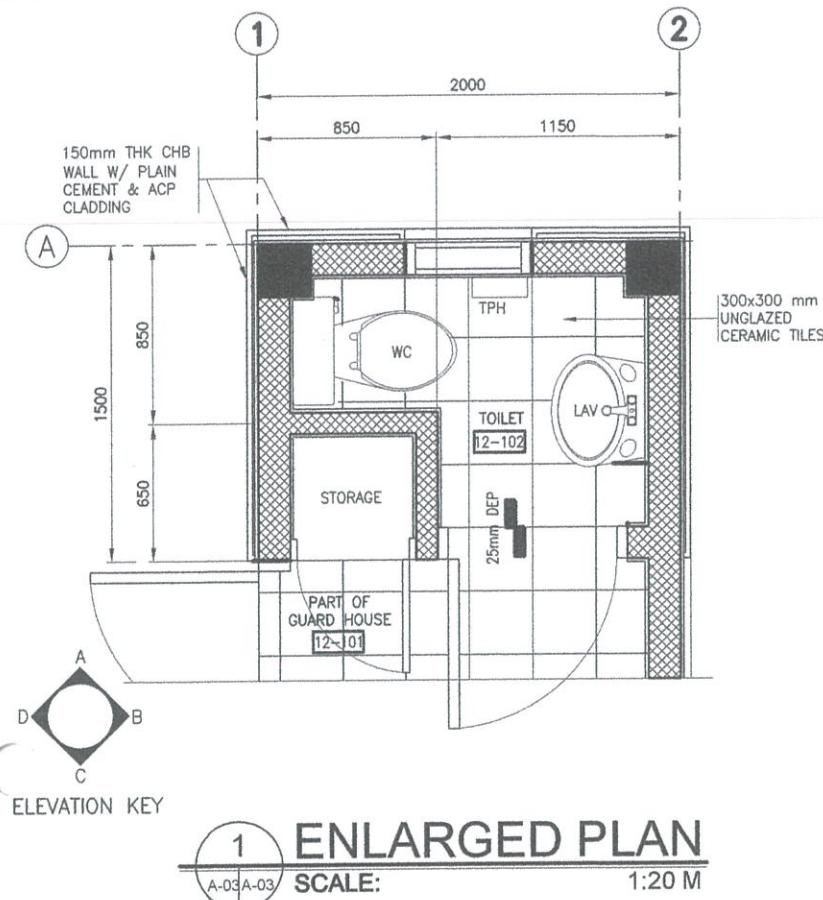 1
2
2000
850
1150
150mm THK CHB
WALL W/ PLAIN
CEMENT & ACP
CLADDING
A
850
1500
650
TPH
WC
300x300 mm
UNGLAZED
CERAMIC TILES
TOILET
12-102
LAV
STORAGE
25mm DEP
PART OF
GUARD HOUSE
12-101
A
D
B
C
ELEVATION KEY
1
A-03 A-03
ENLARGED PLAN
SCALE: 1:20 M